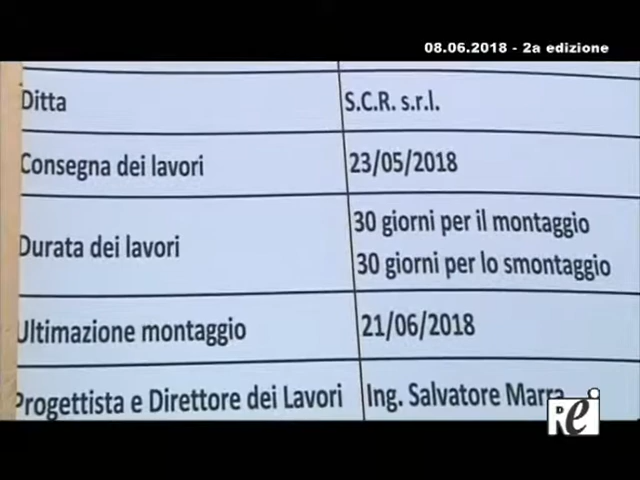 08.06.2018 - 2a edizione
Ditta S.C.R. s.r.l.
Consegna dei lavori 23/05/2018
Durata dei lavori 30 giorni per il montaggio
30 giorni per lo smontaggio
Ultimazione montaggio 21/06/2018
Progettista e Direttore dei Lavori Ing. Salvatore Marra
Rei